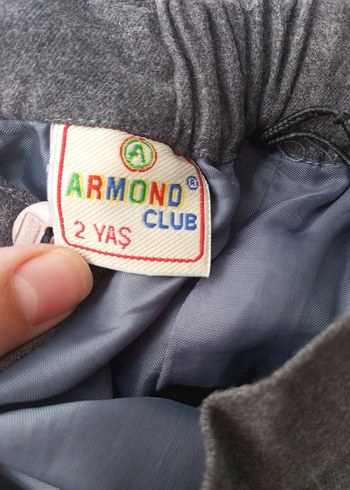 A
ARMOND®
CLUB
2 YAŞ